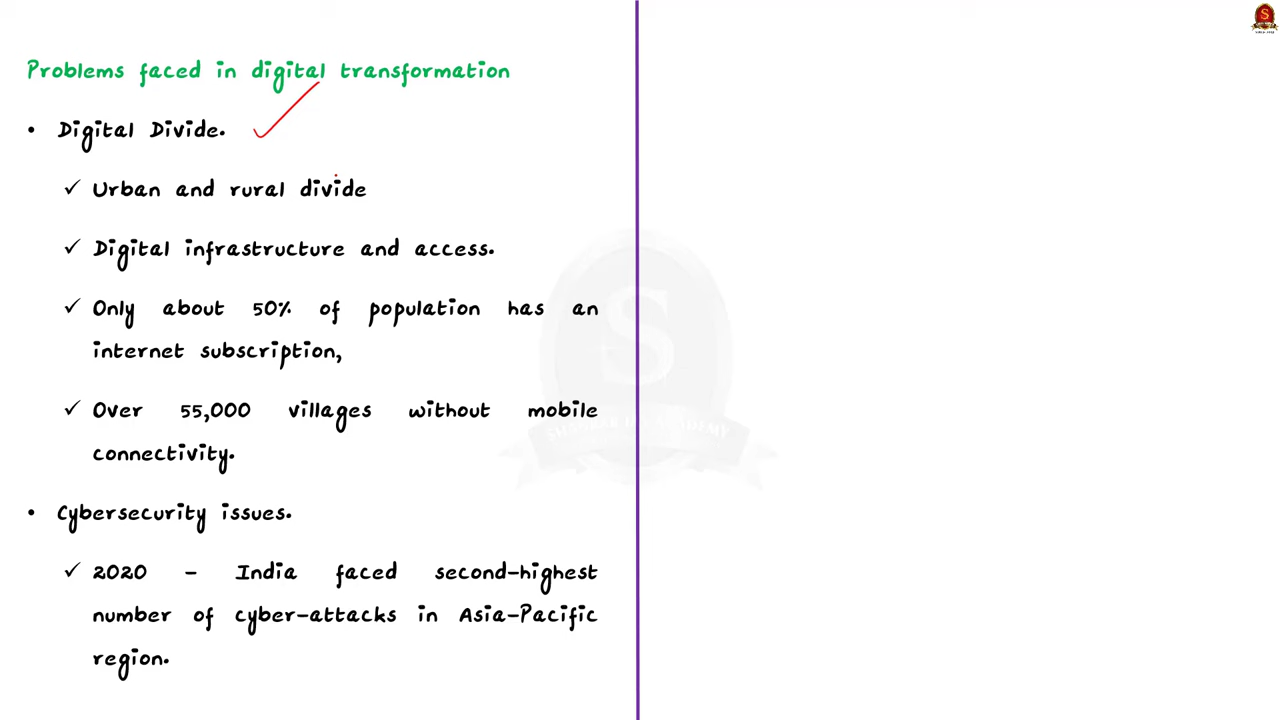 Problems faced in digital transformation
• Digital Divide.
✓ Urban and rural divide
✓ Digital infrastructure and access.
✓ Only about 50% of population has an
internet subscription,
✓ Over 55,000 villages without mobile
connectivity.
• Cybersecurity issues.
✓ 2020 – India faced second-highest
number of cyber-attacks in Asia-Pacific
region.
S